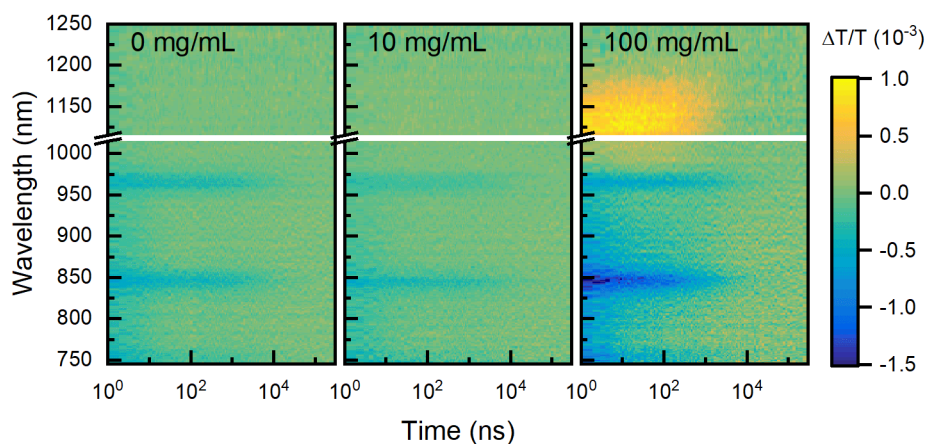 0 mg/mL
10 mg/mL
100 mg/mL
ΔT/T (10⁻³)
Wavelength (nm)
1250
1200
1150
1000
950
900
850
800
750
1.0
0.5
0.0
-0.5
-1.0
-1.5
10⁰ 10² 10⁴
10⁰ 10² 10⁴
10⁰ 10² 10⁴
Time (ns)